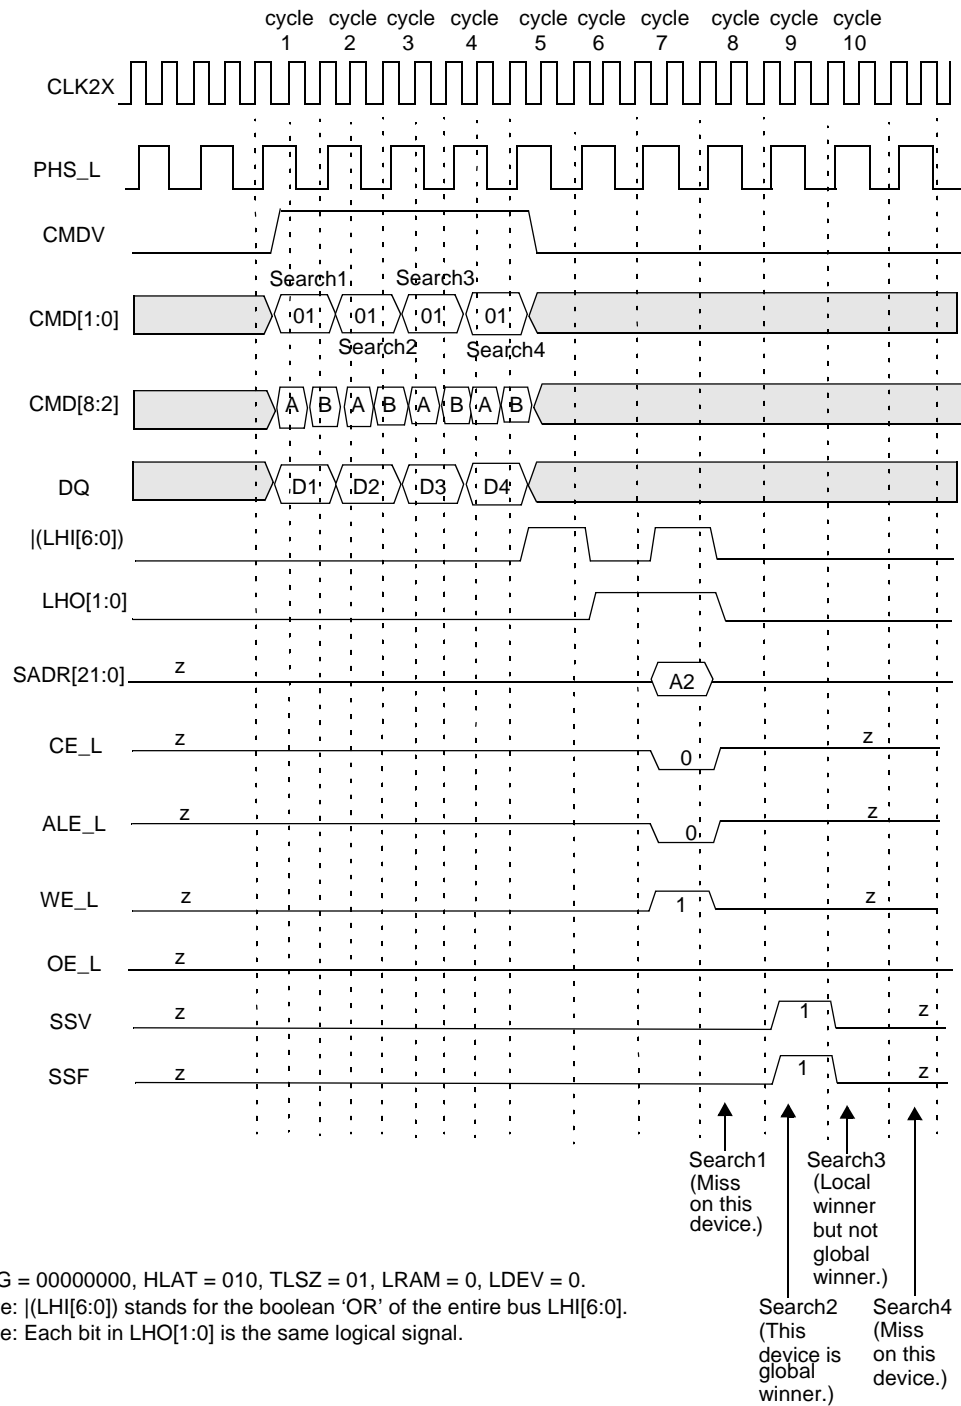 cycle cycle cycle cycle cycle cycle cycle cycle cycle cycle
1 2 3 4 5 6 7 8 9 10
CLK2X
PHS_L
CMDV
Search1 Search3
CMD[1:0] 01 01 01 01
Search2 Search4
CMD[8:2] A B A B A B A B
DQ D1 D2 D3 D4
|(LHI[6:0])
LHO[1:0]
SADR[21:0] z A2
CE_L z 0 z
ALE_L z 0 z
WE_L z 1 z
OE_L z
SSV z 1 z
SSF z 1 z
Search1
(Miss
on this
device.)
Search3
(Local
winner
but not
global
winner.)
Search2
(This
device is
global
winner.)
Search4
(Miss
on this
device.)
G = 00000000, HLAT = 010, TLSZ = 01, LRAM = 0, LDEV = 0.
e: |(LHI[6:0]) stands for the boolean ‘OR’ of the entire bus LHI[6:0].
e: Each bit in LHO[1:0] is the same logical signal.